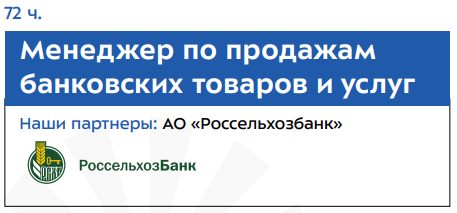 72 ч.
Менеджер по продажам
банковских товаров и услуг
Наши партнеры: АО «Россельхозбанк»
РоссельхозБанк